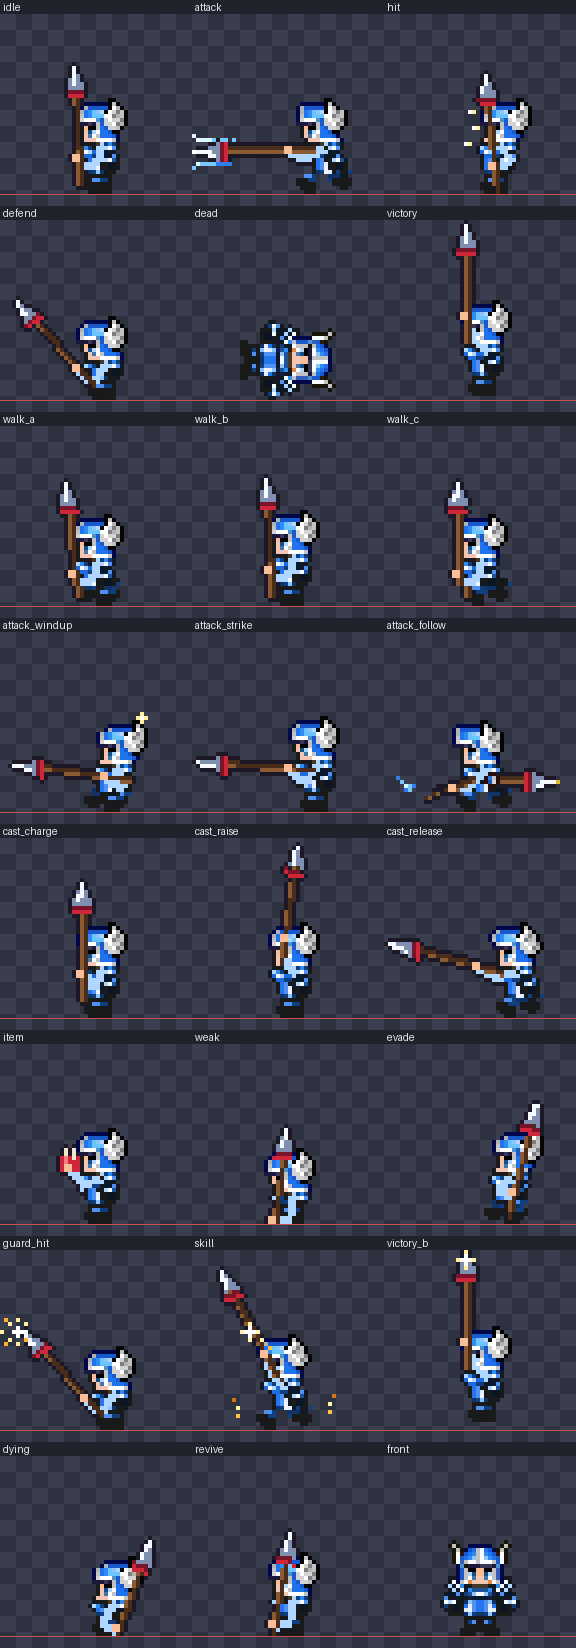 idle attack hit
defend dead victory
walk_a walk_b walk_c
attack_windup attack_strike attack_follow
cast_charge cast_raise cast_release
item weak evade
guard_hit skill victory_b
dying revive front